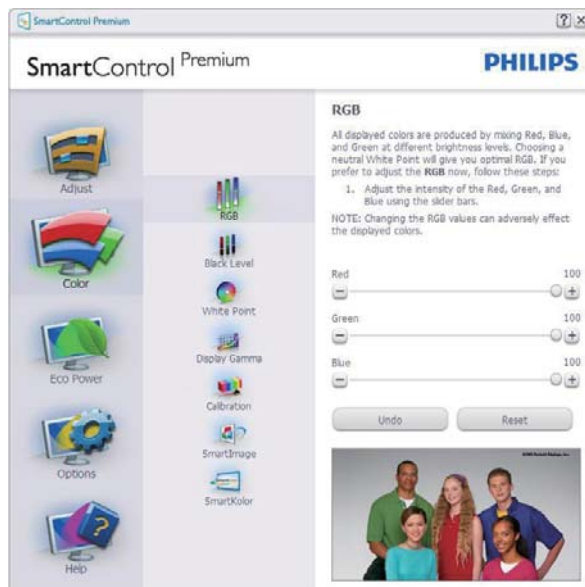 SmartControl Premium
SmartControl Premium
PHILIPS
Adjust
Color
Eco Power
Options
Help
RGB
Black Level
White Point
Display Gamma
Calibration
SmartImage
SmartKolor
RGB
All displayed colors are produced by mixing Red, Blue,
and Green at different brightness levels. Choosing a
neutral White Point will give you optimal RGB. If you
prefer to adjust the RGB now, follow these steps:
1. Adjust the intensity of the Red, Green, and
Blue using the slider bars.
NOTE: Changing the RGB values can adversely effect
the displayed colors.
Red 100
Green 100
Blue 100
Undo Reset